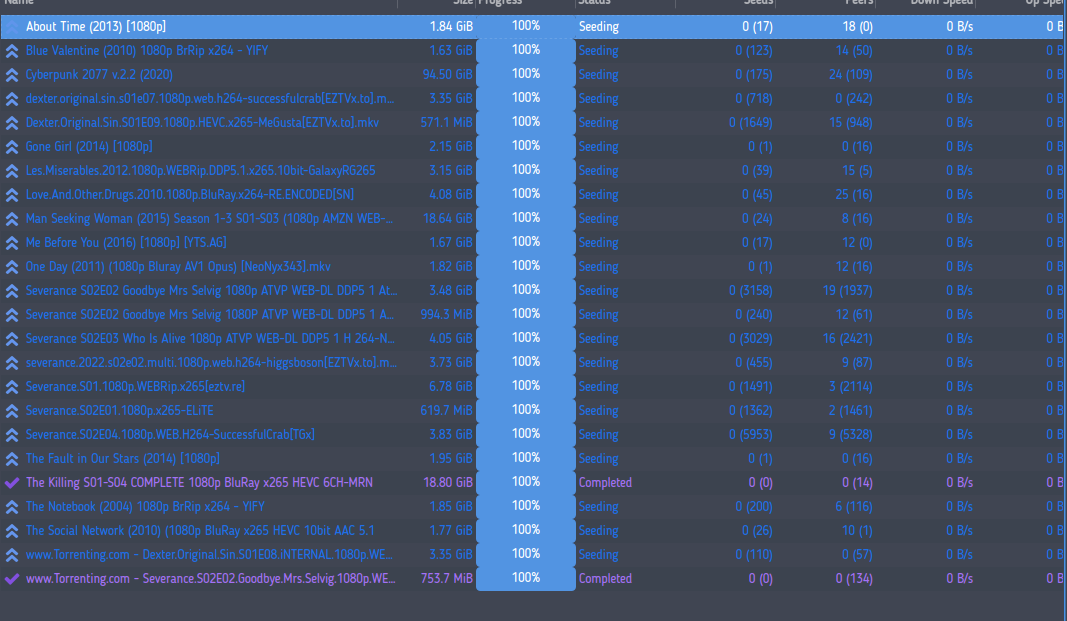 Name Size Progress Status Seeds Peers Down Speed Up Spe
About Time (2013) [1080p] 1.84 GiB 100% Seeding 0 (17) 18 (0) 0 B/s 0 B
Blue Valentine (2010) 1080p BrRip x264 - YIFY 1.63 GiB 100% Seeding 0 (123) 14 (50) 0 B/s 0 B
Cyberpunk 2077 v.2.2 (2020) 94.50 GiB 100% Seeding 0 (175) 24 (109) 0 B/s 0 B
dexter.original.sin.s01e07.1080p.web.h264-successfulcrab[EZTVx.to].m... 3.35 GiB 100% Seeding 0 (718) 0 (242) 0 B/s 0 B
Dexter.Original.Sin.S01E09.1080p.HEVC.x265-MeGusta[EZTVx.to].mkv 571.1 MiB 100% Seeding 0 (1649) 15 (948) 0 B/s 0 B
Gone Girl (2014) [1080p] 2.15 GiB 100% Seeding 0 (1) 0 (16) 0 B/s 0 B
Les.Miserables.2012.1080p.WEBRip.DDP5.1.x265.10bit-GalaxyRG265 3.15 GiB 100% Seeding 0 (39) 15 (5) 0 B/s 0 B
Love.And.Other.Drugs.2010.1080p.BluRay.x264-RE.ENCODED[SN] 4.08 GiB 100% Seeding 0 (45) 25 (16) 0 B/s 0 B
Man Seeking Woman (2015) Season 1-3 S01-S03 (1080p AMZN WEB-... 18.64 GiB 100% Seeding 0 (24) 8 (16) 0 B/s 0 B
Me Before You (2016) [1080p] [YTS.AG] 1.67 GiB 100% Seeding 0 (17) 12 (0) 0 B/s 0 B
One Day (2011) (1080p Bluray AV1 Opus) [NeoNyx343].mkv 1.82 GiB 100% Seeding 0 (1) 12 (16) 0 B/s 0 B
Severance S02E02 Goodbye Mrs Selvig 1080p ATVP WEB-DL DDP5 1 At... 3.48 GiB 100% Seeding 0 (3158) 19 (1937) 0 B/s 0 B
Severance S02E02 Goodbye Mrs Selvig 1080P ATVP WEB-DL DDP5 1 A... 994.3 MiB 100% Seeding 0 (240) 12 (61) 0 B/s 0 B
Severance S02E03 Who Is Alive 1080p ATVP WEB-DL DDP5 1 H 264-N... 4.05 GiB 100% Seeding 0 (3029) 16 (2421) 0 B/s 0 B
severance.2022.s02e02.multi.1080p.web.h264-higgsboson[EZTVx.to].m... 3.73 GiB 100% Seeding 0 (455) 9 (87) 0 B/s 0 B
Severance.S01.1080p.WEBRip.x265[eztv.re] 6.78 GiB 100% Seeding 0 (1491) 3 (2114) 0 B/s 0 B
Severance.S02E01.1080p.x265-ELiTE 619.7 MiB 100% Seeding 0 (1362) 2 (1461) 0 B/s 0 B
Severance.S02E04.1080p.WEB.H264-SuccessfulCrab[TGx] 3.83 GiB 100% Seeding 0 (5953) 9 (5328) 0 B/s 0 B
The Fault in Our Stars (2014) [1080p] 1.95 GiB 100% Seeding 0 (1) 0 (16) 0 B/s 0 B
The Killing S01-S04 COMPLETE 1080p BluRay x265 HEVC 6CH-MRN 18.80 GiB 100% Completed 0 (0) 0 (14) 0 B/s 0 B
The Notebook (2004) 1080p BrRip x264 - YIFY 1.85 GiB 100% Seeding 0 (200) 6 (116) 0 B/s 0 B
The Social Network (2010) (1080p BluRay x265 HEVC 10bit AAC 5.1 1.77 GiB 100% Seeding 0 (26) 10 (1) 0 B/s 0 B
www.Torrenting.com - Dexter.Original.Sin.S01E08.iNTERNAL.1080p.WE... 3.35 GiB 100% Seeding 0 (110) 0 (57) 0 B/s 0 B
www.Torrenting.com - Severance.S02E02.Goodbye.Mrs.Selvig.1080p.WE... 753.7 MiB 100% Completed 0 (0) 0 (134) 0 B/s 0 B